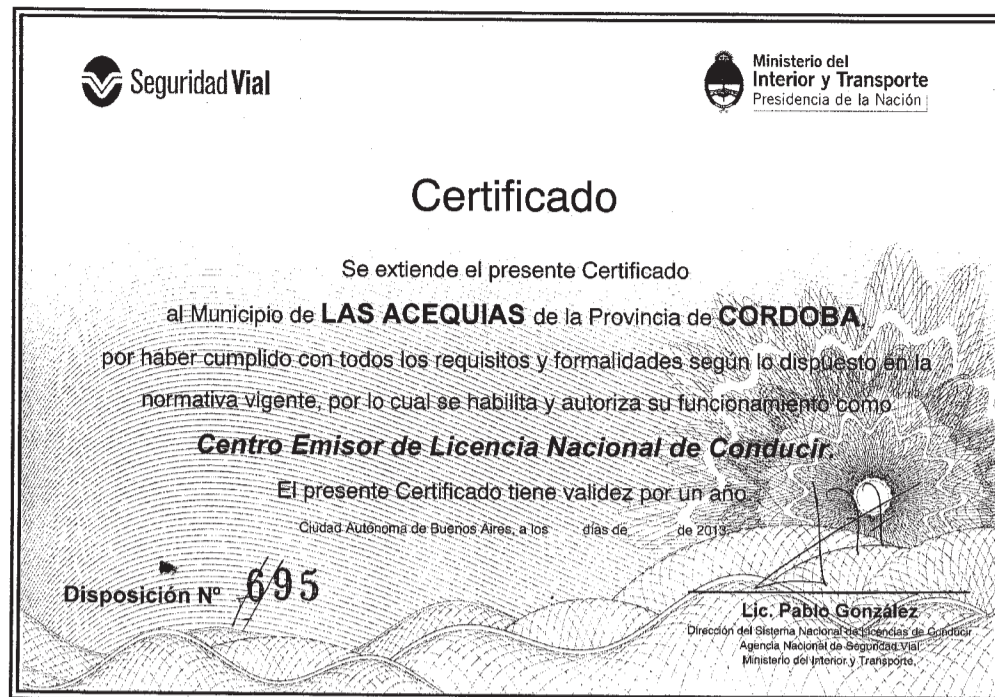 Seguridad Vial
Ministerio del
Interior y Transporte
Presidencia de la Nación
Certificado
Se extiende el presente Certificado
al Municipio de LAS ACEQUIAS de la Provincia de CORDOBA,
por haber cumplido con todos los requisitos y formalidades según lo dispuesto en la
normativa vigente, por lo cual se habilita y autoriza su funcionamiento como
Centro Emisor de Licencia Nacional de Conducir.
El presente Certificado tiene validez por un año.
Ciudad Autónoma de Buenos Aires, a los días de de 2013.
Disposición Nº 695
Lic. Pablo González
Dirección del Sistema Nacional de Licencias de Conducir
Agencia Nacional de Seguridad Vial
Ministerio del Interior y Transporte.